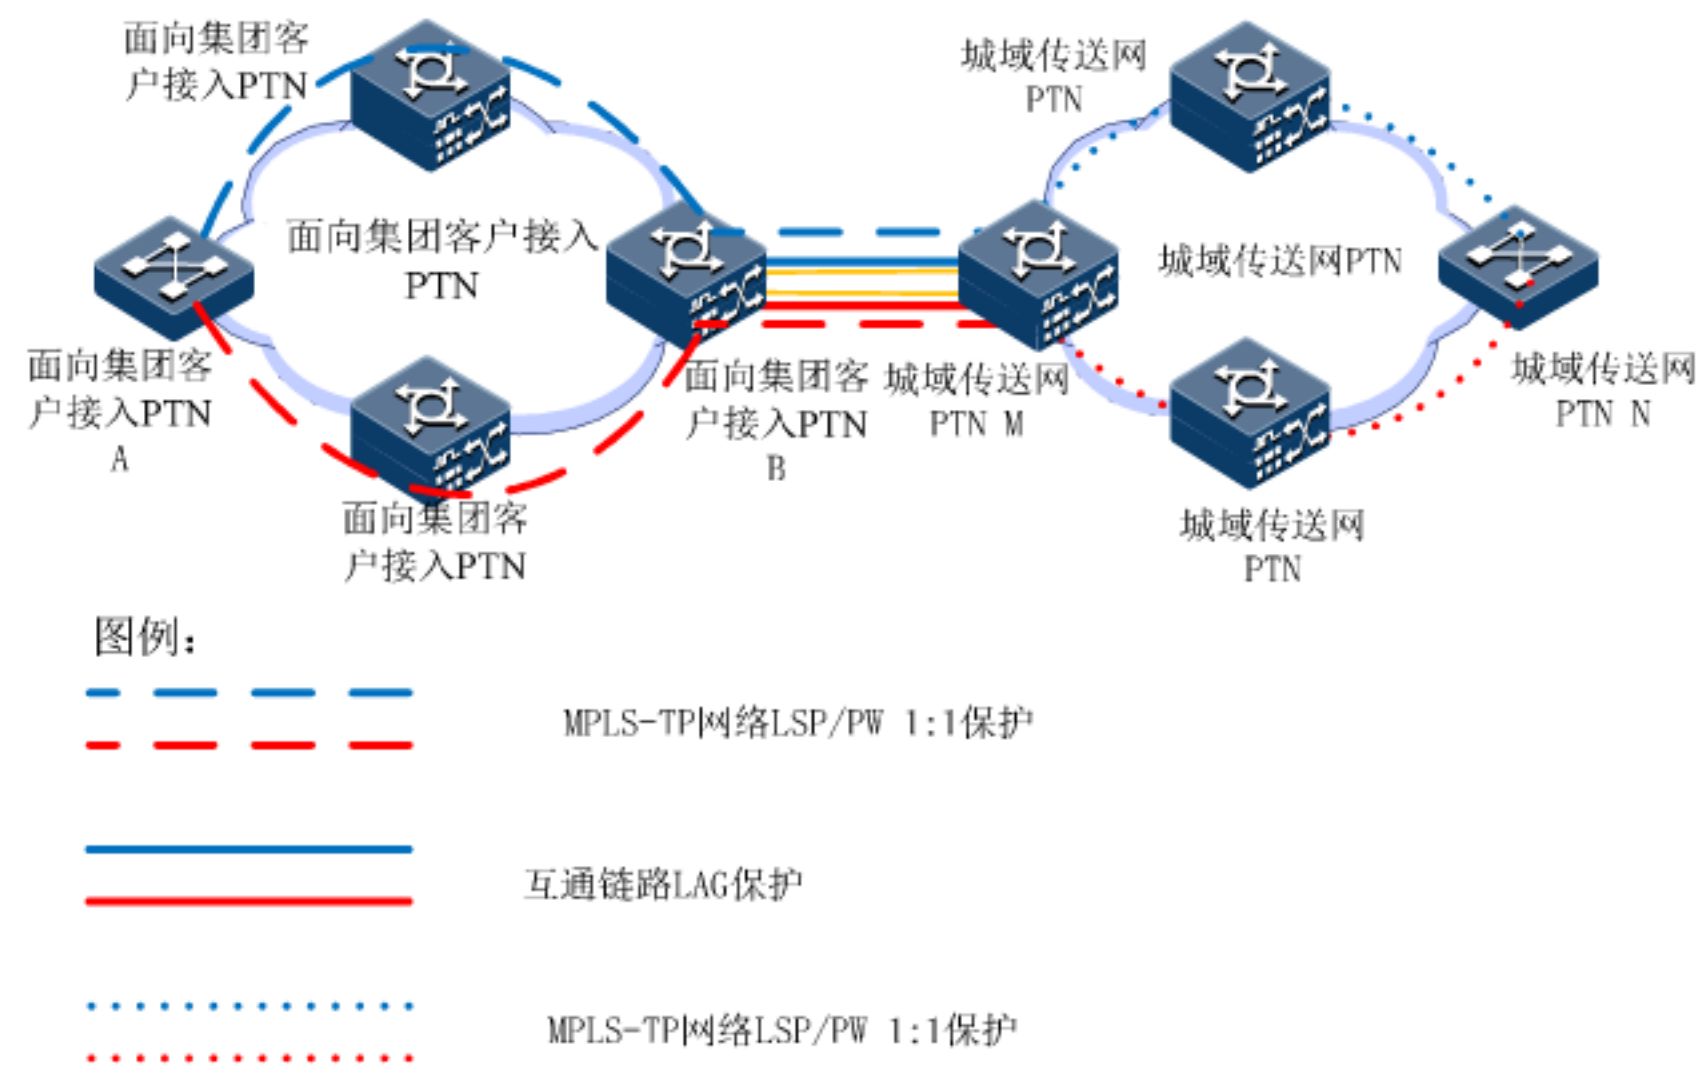 面向集团客
户接入PTN
城域传送网
PTN
面向集团客户接入
PTN
城域传送网PTN
面向集团客
户接入PTN
A
面向集团客
户接入PTN
B
城域传送网
PTN M
城域传送网
PTN N
面向集团客
户接入PTN
城域传送网
PTN
图例：
MPLS-TP网络LSP/PW 1:1保护
互通链路LAG保护
MPLS-TP网络LSP/PW 1:1保护